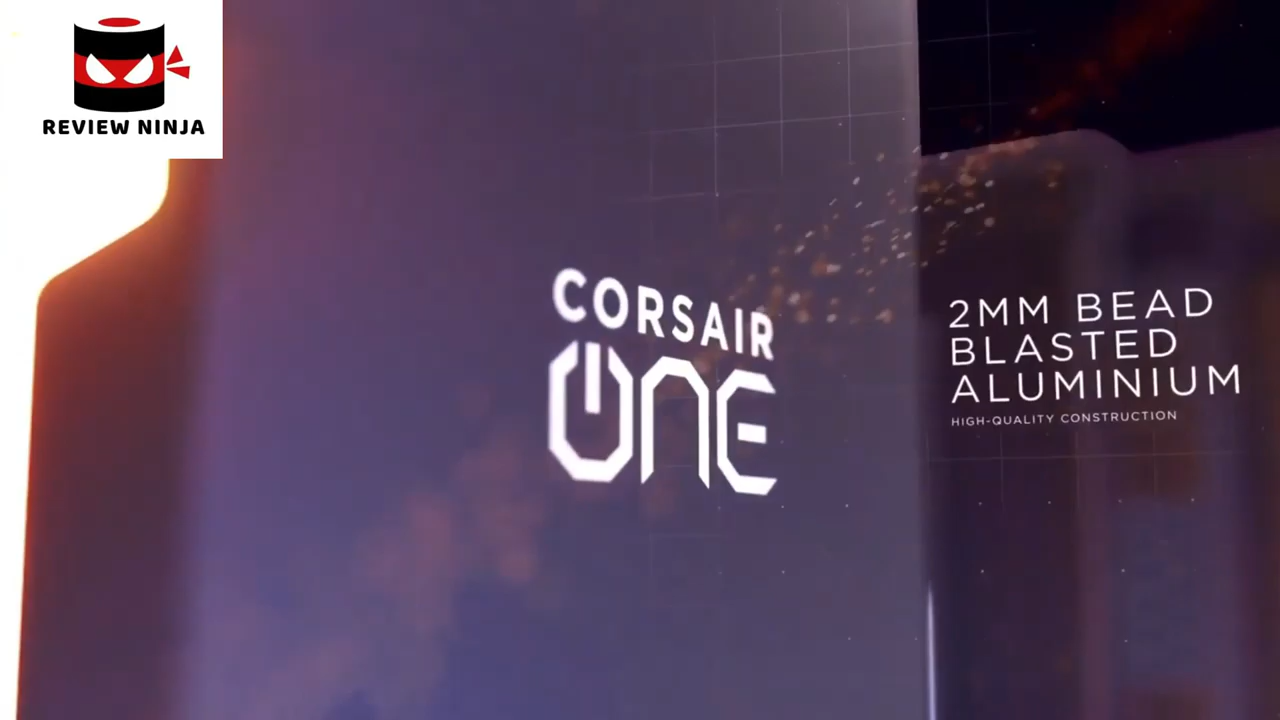 REVIEW NINJA
CORSAIR
ONE
2MM BEAD
BLASTED
ALUMINIUM
HIGH-QUALITY CONSTRUCTION